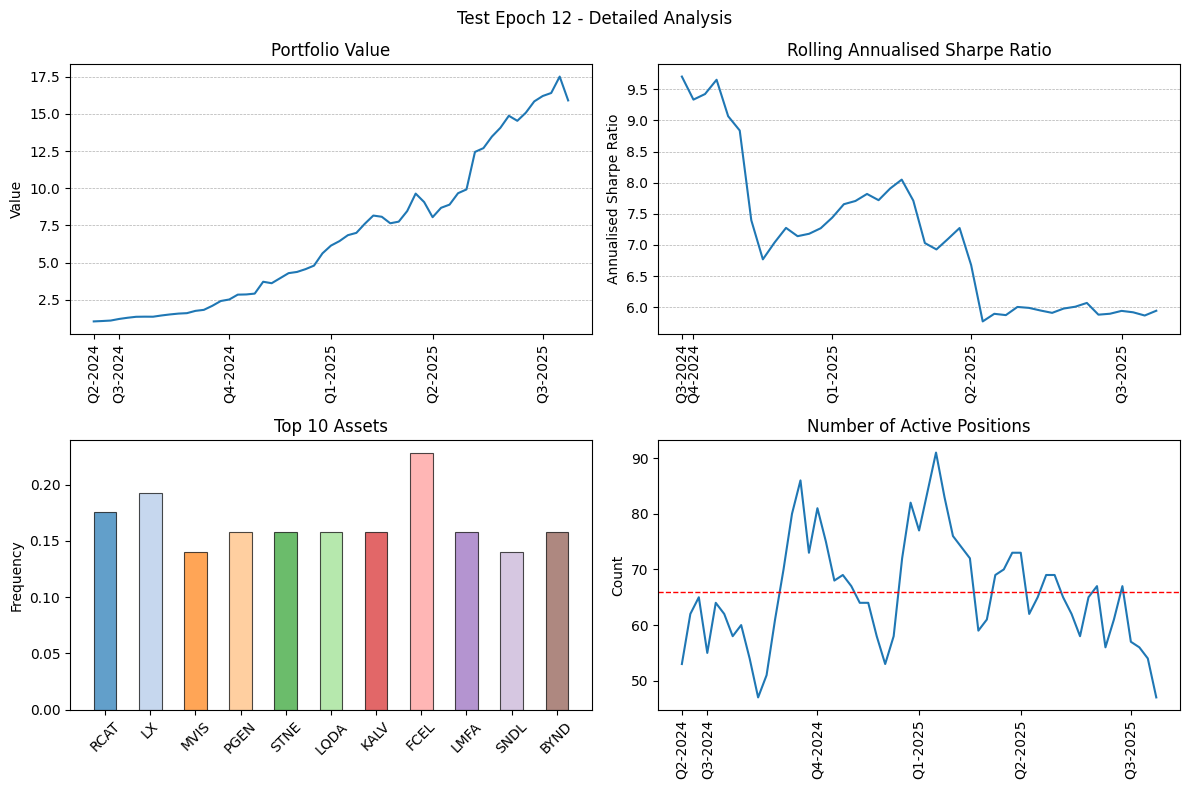 Test Epoch 12 - Detailed Analysis
Portfolio Value
Value
17.5
15.0
12.5
10.0
7.5
5.0
2.5
Q2-2024
Q3-2024
Q4-2024
Q1-2025
Q2-2025
Q3-2025
Rolling Annualised Sharpe Ratio
Annualised Sharpe Ratio
9.5
9.0
8.5
8.0
7.5
7.0
6.5
6.0
Q3-2024
Q4-2024
Q1-2025
Q2-2025
Q3-2025
Top 10 Assets
Frequency
0.20
0.15
0.10
0.05
0.00
RCAT
LX
MVIS
PGEN
STNE
LQDA
KALV
FCEL
LMFA
SNDL
BYND
Number of Active Positions
Count
90
80
70
60
50
Q2-2024
Q3-2024
Q4-2024
Q1-2025
Q2-2025
Q3-2025